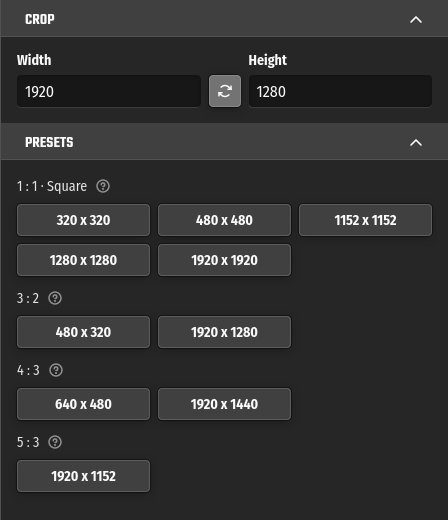 CROP
Width Height
1920 1280
PRESETS
1 : 1 · Square ?
320 x 320 480 x 480 1152 x 1152
1280 x 1280 1920 x 1920
3 : 2 ?
480 x 320 1920 x 1280
4 : 3 ?
640 x 480 1920 x 1440
5 : 3 ?
1920 x 1152